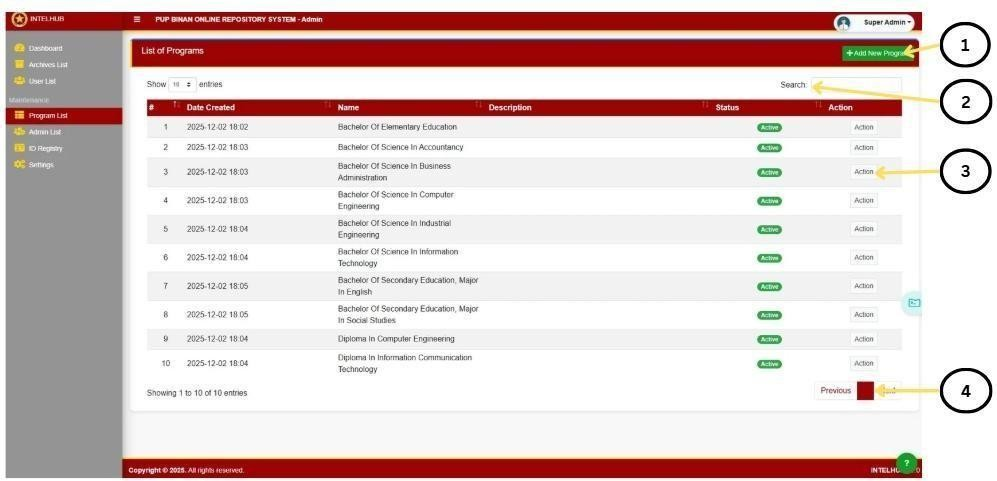 INTELHUB
PUP BINAN ONLINE REPOSITORY SYSTEM - Admin
Super Admin
Dashboard
Archives List
User List
Maintenance
Program List
Admin List
ID Registry
Settings
List of Programs
+ Add New Program
1
Show 10 entries
Search:
2
# Date Created Name Description Status Action
1 2025-12-02 18:02 Bachelor Of Elementary Education Active Action
2 2025-12-02 18:03 Bachelor Of Science In Accountancy Active Action
3 2025-12-02 18:03 Bachelor Of Science In Business Active Action
Administration
3
4 2025-12-02 18:03 Bachelor Of Science In Computer Active Action
Engineering
5 2025-12-02 18:04 Bachelor Of Science In Industrial Active Action
Engineering
6 2025-12-02 18:04 Bachelor Of Science In Information Active Action
Technology
7 2025-12-02 18:05 Bachelor Of Secondary Education, Major Active Action
In English
8 2025-12-02 18:05 Bachelor Of Secondary Education, Major Active Action
In Social Studies
9 2025-12-02 18:04 Diploma In Computer Engineering Active Action
10 2025-12-02 18:04 Diploma In Information Communication Active Action
Technology
Showing 1 to 10 of 10 entries
Previous
4
Copyright © 2025. All rights reserved.
?